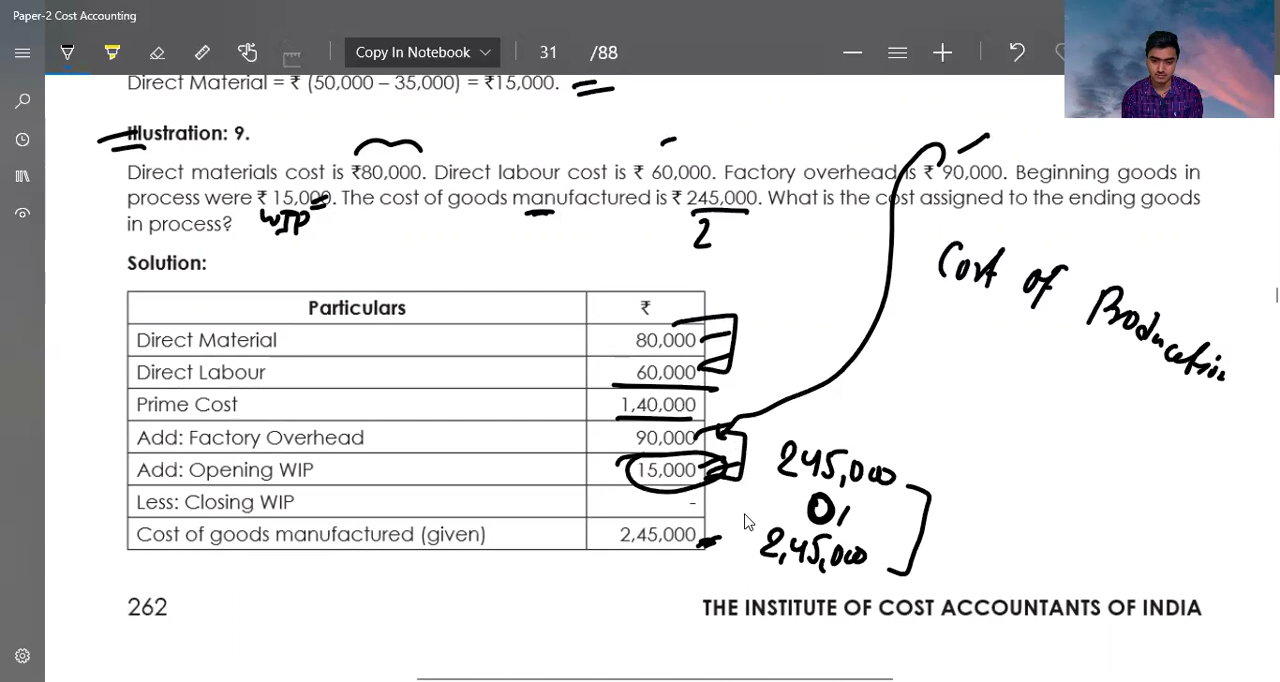 Paper-2 Cost Accounting
Copy In Notebook
31 /88
Direct Material = ₹ (50,000 – 35,000) = ₹15,000.
Illustration: 9.
Direct materials cost is ₹80,000. Direct labour cost is ₹ 60,000. Factory overhead is ₹ 90,000. Beginning goods in
process were ₹ 15,000. The cost of goods manufactured is ₹ 245,000. What is the cost assigned to the ending goods
WIP
2
in process?
Solution:
Cost of Production
Particulars ₹
Direct Material 80,000
Direct Labour 60,000
Prime Cost 1,40,000
Add: Factory Overhead 90,000
Add: Opening WIP 15,000
Less: Closing WIP -
Cost of goods manufactured (given) 2,45,000
245,000
Or
2,45,000
262 THE INSTITUTE OF COST ACCOUNTANTS OF INDIA